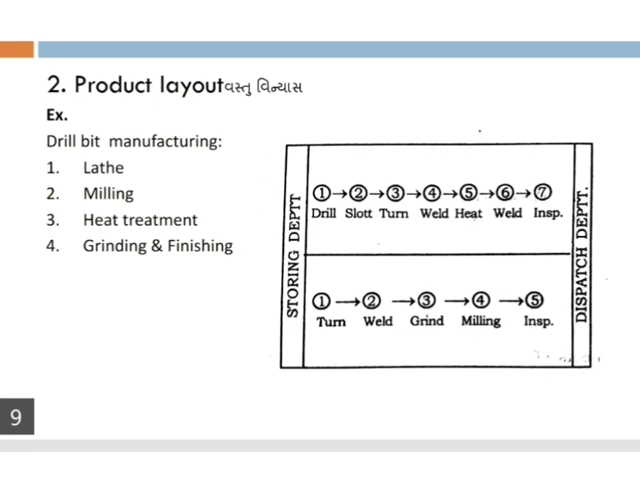 2. Product layoutવસ્તુ વિન્યાસ
Ex.
Drill bit manufacturing:
1. Lathe
2. Milling
3. Heat treatment
4. Grinding & Finishing
STORING DEPTT
①→②→③→④→⑤→⑥→⑦
Drill Slott Turn Weld Heat Weld Insp.
①→②→③→④→⑤
Turn Weld Grind Milling Insp.
DISPATCH DEPTT.
9